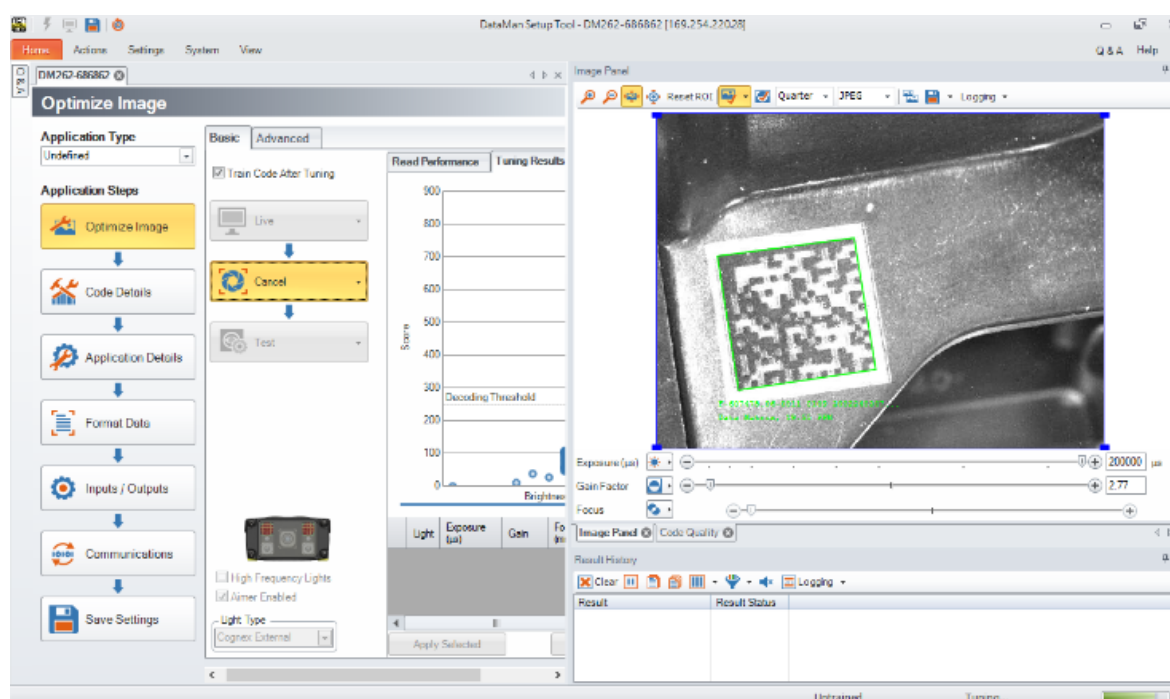 DataMan Setup Tool - DM262-686862 [169.254.220.28]
Home Actions Settings System View
Q & A Help
Q & A
DM262-686862
Optimize Image
Application Type
Undefined
Application Steps
Optimize Image
Code Details
Application Details
Format Data
Inputs / Outputs
Communications
Save Settings
Basic Advanced
Train Code After Tuning
Live
Cancel
Test
High Frequency Lights
Aimer Enabled
Light Type
Cognex External
Read Performance Tuning Results
900
800
700
600
500
400
300
200
100
0
Score
Decoding Threshold
Brightnes
Light Exposure (µs) Gain Fo (m
Apply Selected
Image Panel
Reset ROI Quarter JPEG Logging
Exposure (µs) 200000 µs
Gain Factor 2.77
Focus
Image Panel Code Quality
Result History
Clear Logging
Result Result Status
Untrained Tuning